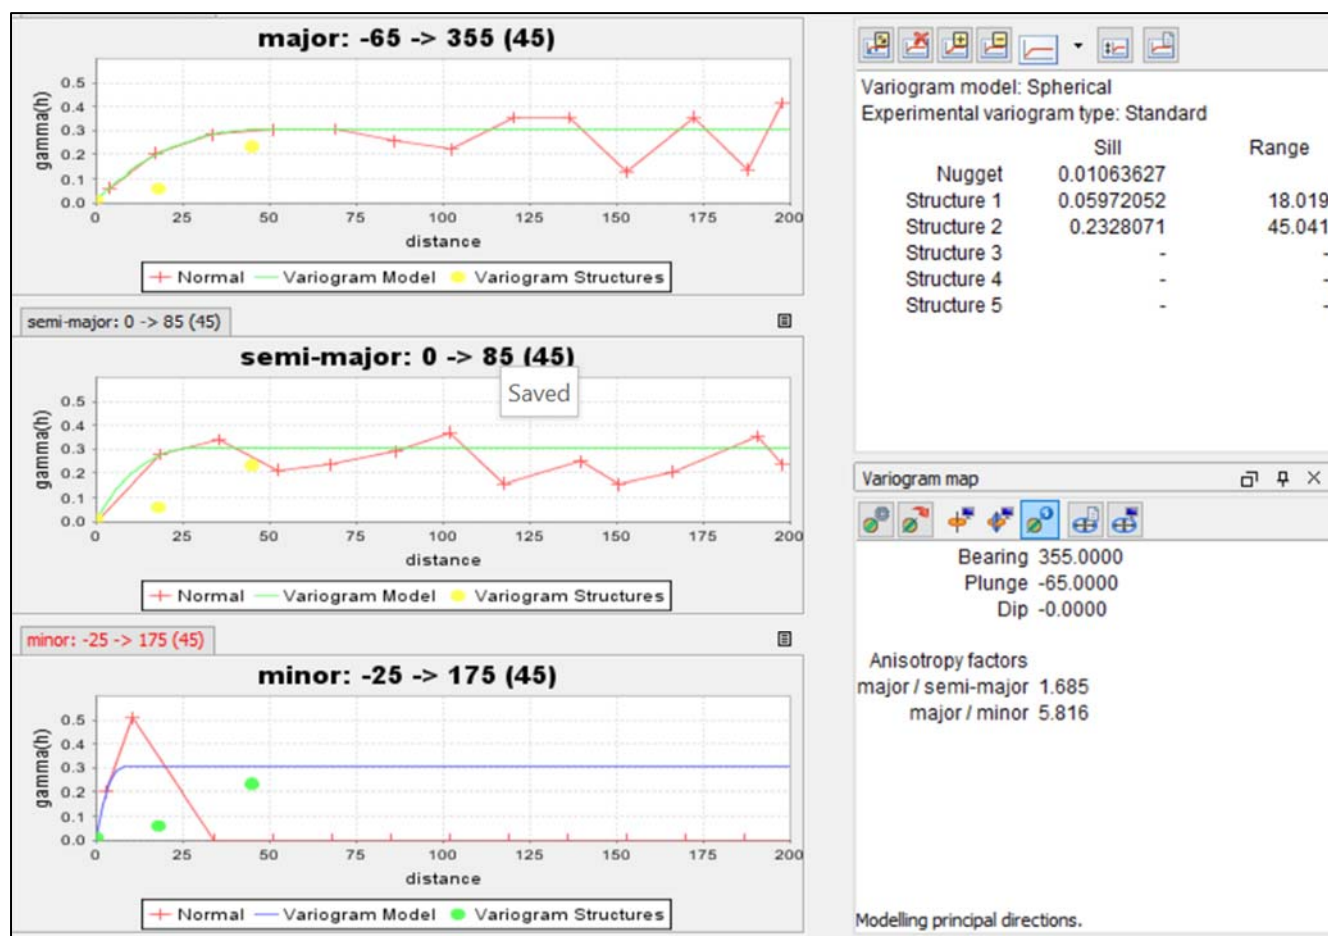 major: -65 -> 355 (45)
gamma(h)
0.5
0.4
0.3
0.2
0.1
0.0
0 25 50 75 100 125 150 175 200
distance
Normal Variogram Model Variogram Structures
semi-major: 0 -> 85 (45)
semi-major: 0 -> 85 (45)
Saved
gamma(h)
0.5
0.4
0.3
0.2
0.1
0.0
0 25 50 75 100 125 150 175 200
distance
Normal Variogram Model Variogram Structures
minor: -25 -> 175 (45)
minor: -25 -> 175 (45)
gamma(h)
0.5
0.4
0.3
0.2
0.1
0.0
0 25 50 75 100 125 150 175 200
distance
Normal Variogram Model Variogram Structures
Variogram model: Spherical
Experimental variogram type: Standard
Sill Range
Nugget 0.01063627
Structure 1 0.05972052 18.019
Structure 2 0.2328071 45.041
Structure 3 - -
Structure 4 - -
Structure 5 - -
Variogram map
Bearing 355.0000
Plunge -65.0000
Dip -0.0000
Anisotropy factors
major / semi-major 1.685
major / minor 5.816
Modelling principal directions.